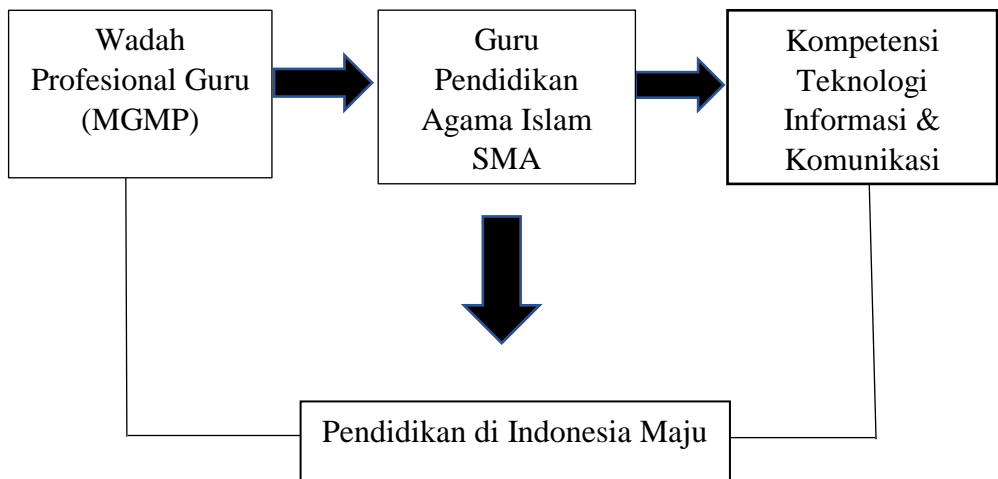 Wadah
Profesional Guru
(MGMP)
Guru
Pendidikan
Agama Islam
SMA
Kompetensi
Teknologi
Informasi &
Komunikasi
Pendidikan di Indonesia Maju